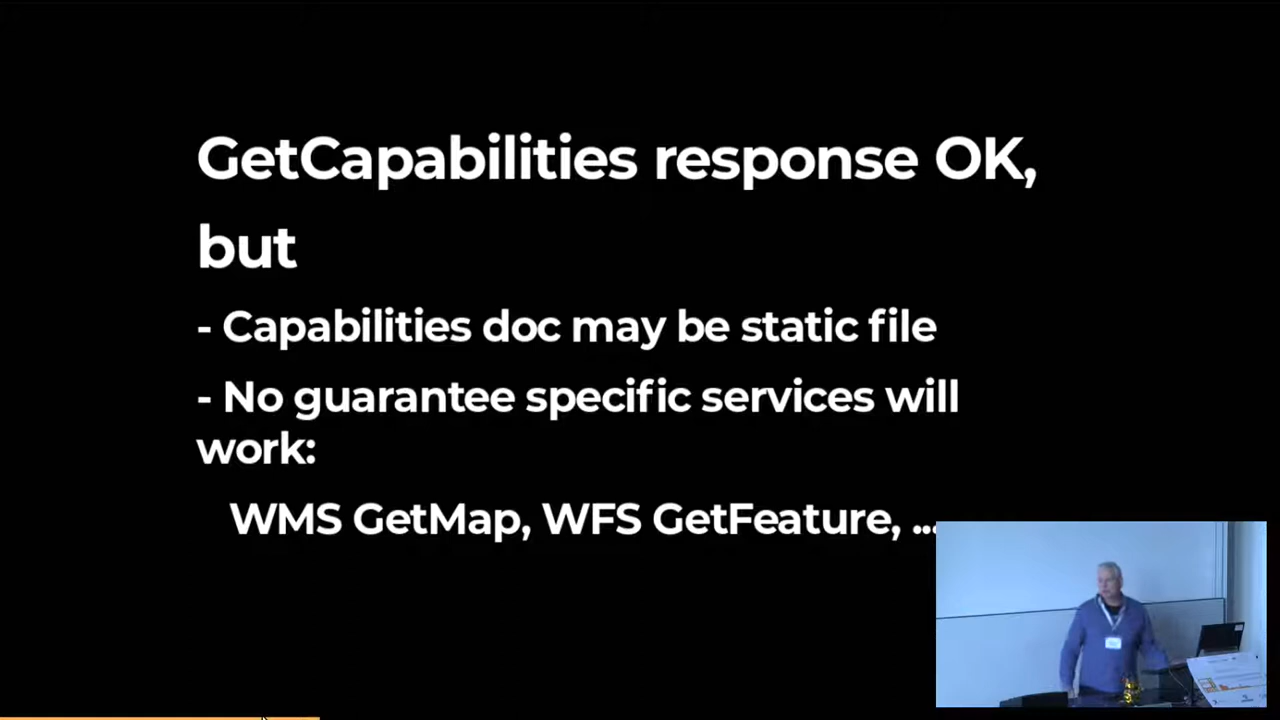 GetCapabilities response OK,
but
- Capabilities doc may be static file
- No guarantee specific services will
work:
WMS GetMap, WFS GetFeature, ...